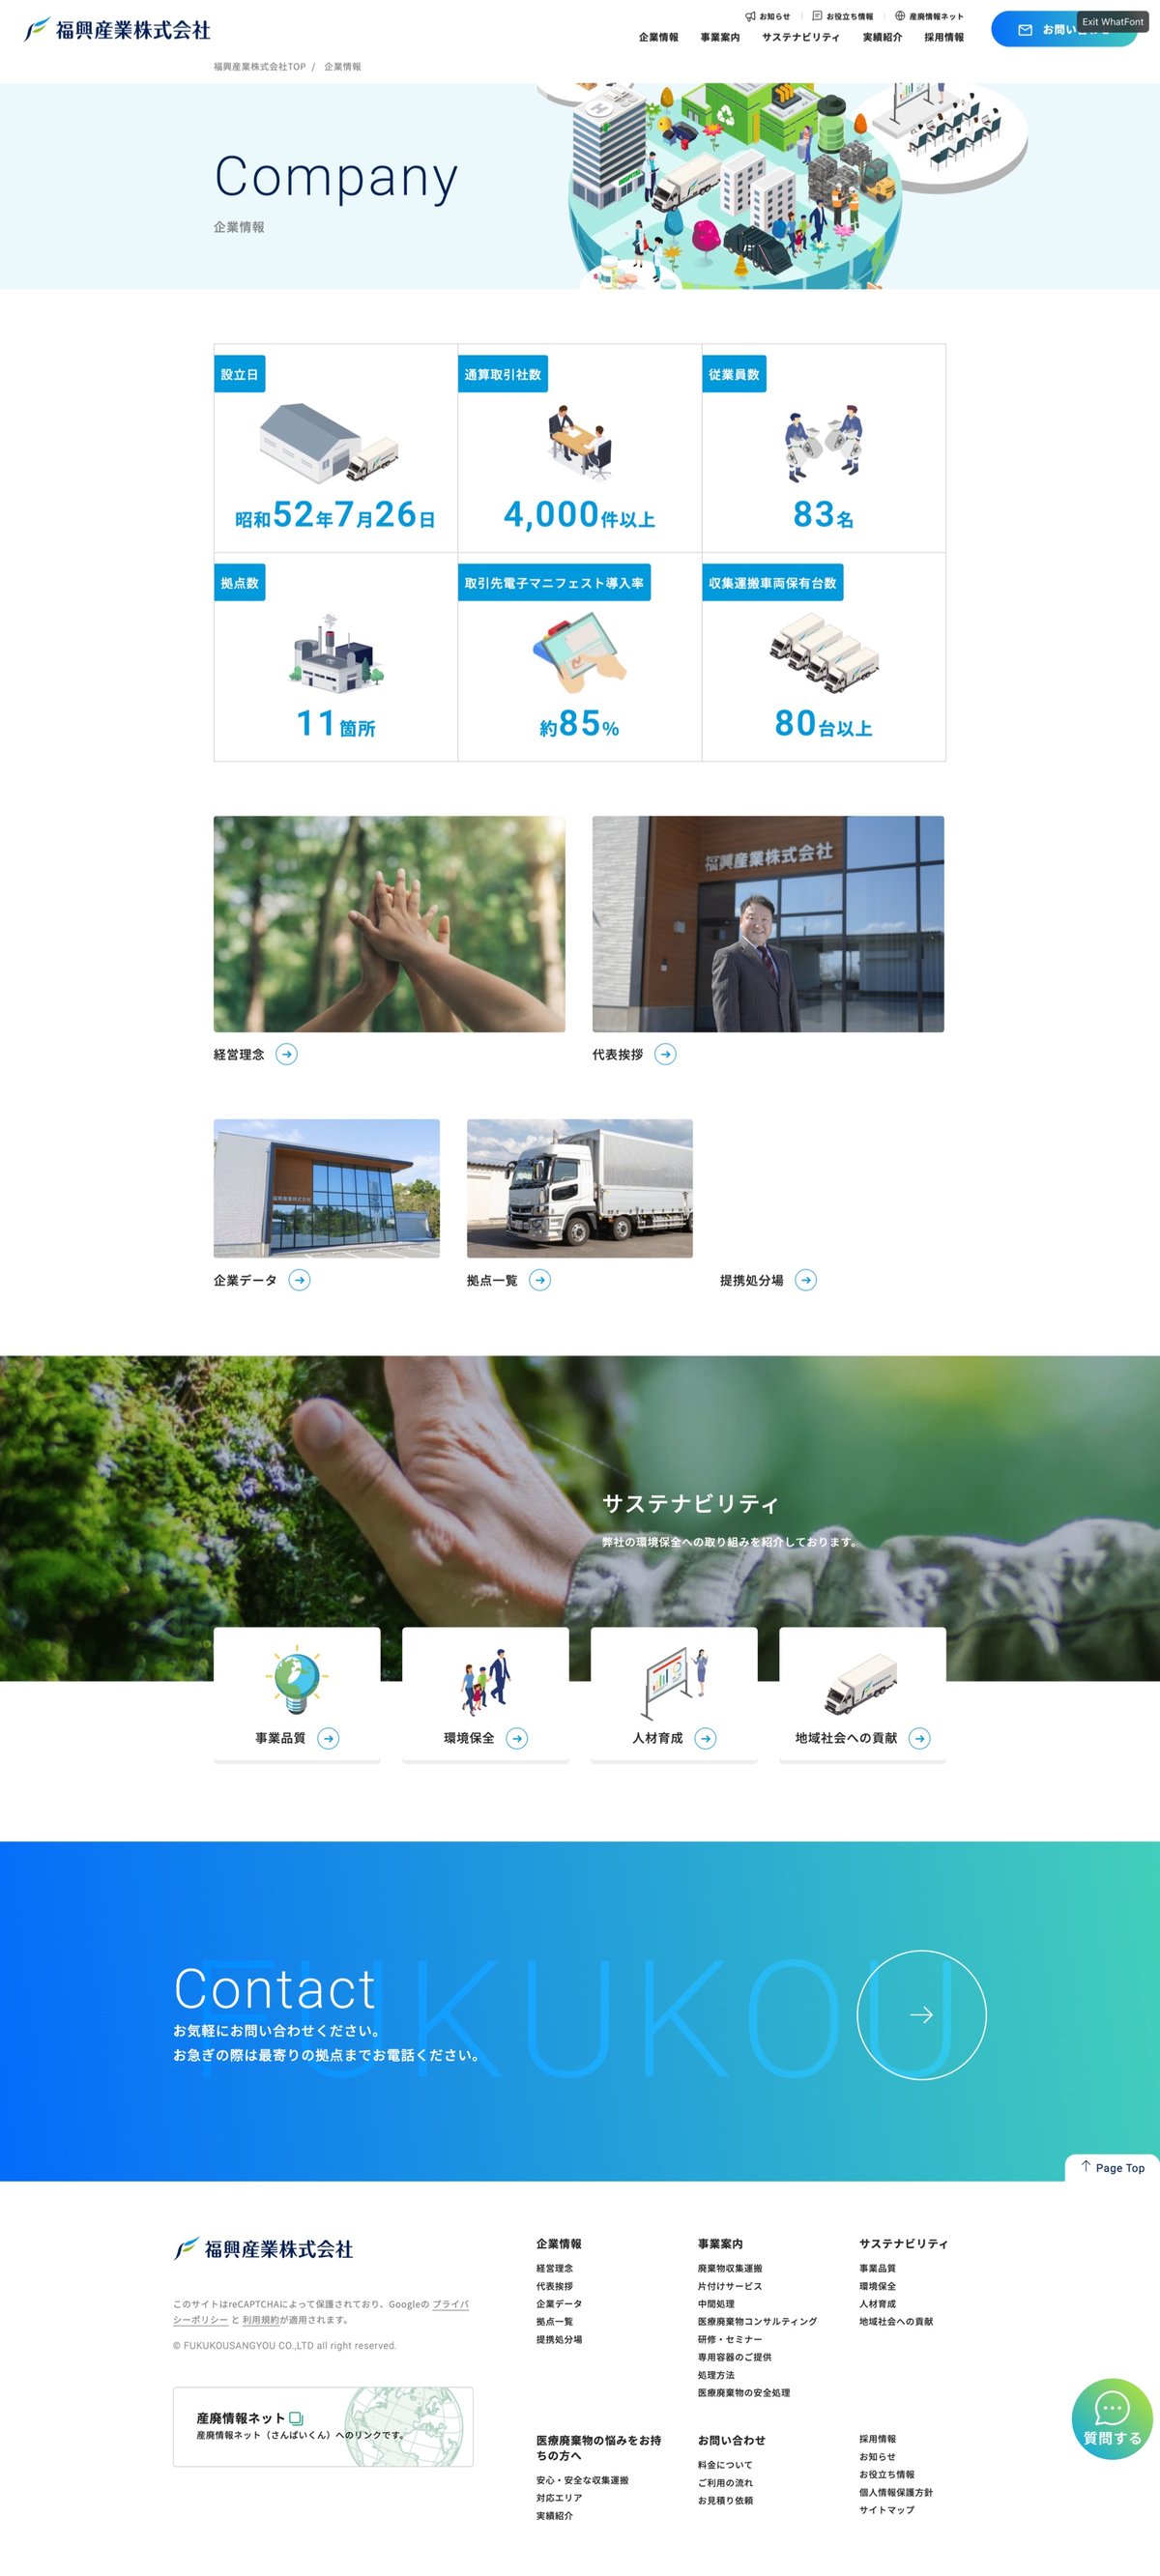 福興産業株式会社
お知らせ
お役立ち情報
産廃情報ネット
企業情報
事業案内
サステナビリティ
実績紹介
採用情報
Exit WhatFont
福興産業株式会社TOP / 企業情報
Company
企業情報
設立日
昭和52年7月26日
通算取引社数
4,000件以上
従業員数
83名
拠点数
11箇所
取引先電子マニフェスト導入率
約85%
収集運搬車両保有台数
80台以上
福興産業株式会社
経営理念
代表挨拶
企業データ
拠点一覧
提携処分場
サステナビリティ
弊社の環境保全への取り組みを紹介しております。
事業品質
環境保全
人材育成
地域社会への貢献
FUKUKOU
Contact
お気軽にお問い合わせください。
お急ぎの際は最寄りの拠点までお電話ください。
Page Top
福興産業株式会社
このサイトはreCAPTCHAによって保護されており、Googleの プライバ
シーポリシー と 利用規約が適用されます。
© FUKUKOUSANGYOU CO.,LTD all right reserved.
産廃情報ネット
産廃情報ネット（さんぱいくん）へのリンクです。
企業情報
経営理念
代表挨拶
企業データ
拠点一覧
提携処分場
事業案内
廃棄物収集運搬
片付けサービス
中間処理
医療廃棄物コンサルティング
研修・セミナー
専用容器のご提供
処理方法
医療廃棄物の安全処理
サステナビリティ
事業品質
環境保全
人材育成
地域社会への貢献
医療廃棄物の悩みをお持
ちの方へ
安心・安全な収集運搬
対応エリア
実績紹介
お問い合わせ
料金について
ご利用の流れ
お見積り依頼
採用情報
お知らせ
お役立ち情報
個人情報保護方針
サイトマップ
質問する